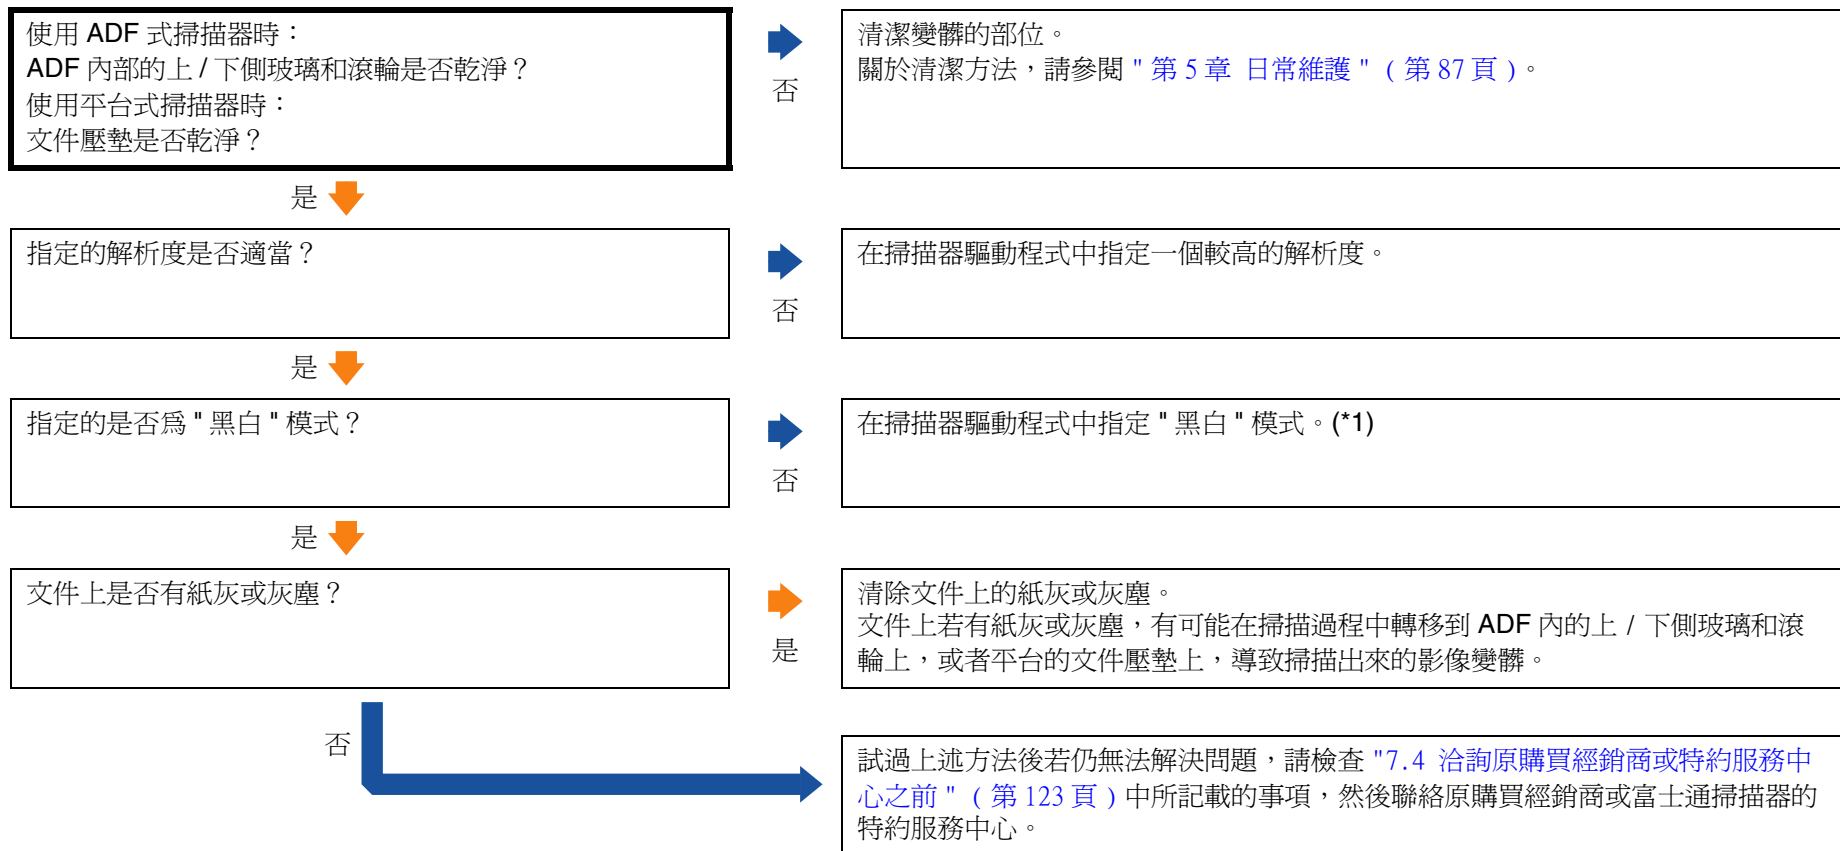 使用 ADF 式掃描器時：
ADF 內部的上 / 下側玻璃和滾輪是否乾淨？
使用平台式掃描器時：
文件壓墊是否乾淨？
否
清潔變髒的部位。
關於清潔方法，請參閱 " 第 5 章 日常維護 " ( 第 87 頁 )。
是
指定的解析度是否適當？
否
在掃描器驅動程式中指定一個較高的解析度。
是
指定的是否為 " 黑白 " 模式？
否
在掃描器驅動程式中指定 " 黑白 " 模式。(*1)
是
文件上是否有紙灰或灰塵？
是
清除文件上的紙灰或灰塵。
文件上若有紙灰或灰塵，有可能在掃描過程中轉移到 ADF 內的上 / 下側玻璃和滾
輪上，或者平台的文件壓墊上，導致掃描出來的影像變髒。
否
試過上述方法後若仍無法解決問題，請檢查 "7.4 洽詢原購買經銷商或特約服務中
心之前 " ( 第 123 頁 ) 中所記載的事項，然後聯絡原購買經銷商或富士通掃描器的
特約服務中心。